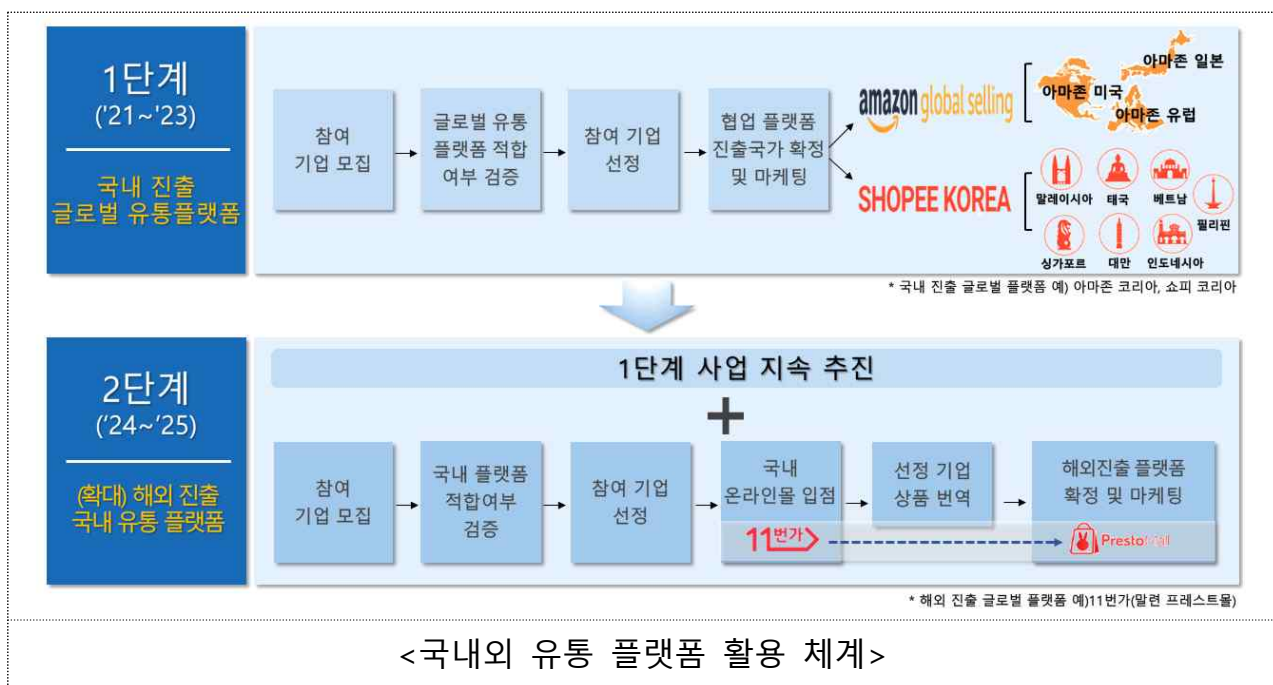 1단계
('21~'23)
국내 진출
글로벌 유통플랫폼
참여
기업 모집
글로벌 유통
플랫폼 적합
여부 검증
참여 기업
선정
협업 플랫폼
진출국가 확정
및 마케팅
amazon global selling
아마존 일본
아마존 미국
아마존 유럽
SHOPEE KOREA
말레이시아
태국
베트남
필리핀
싱가포르
대만
인도네시아
* 국내 진출 글로벌 플랫폼 예) 아마존 코리아, 쇼피 코리아
2단계
('24~'25)
(확대) 해외 진출
국내 유통 플랫폼
1단계 사업 지속 추진
+
참여
기업 모집
국내 플랫폼
적합여부
검증
참여 기업
선정
국내
온라인몰 입점
선정 기업
상품 번역
해외진출 플랫폼
확정 및 마케팅
11번가
PrestoMall
* 해외 진출 글로벌 플랫폼 예)11번가(말련 프레스트몰)
<국내외 유통 플랫폼 활용 체계>